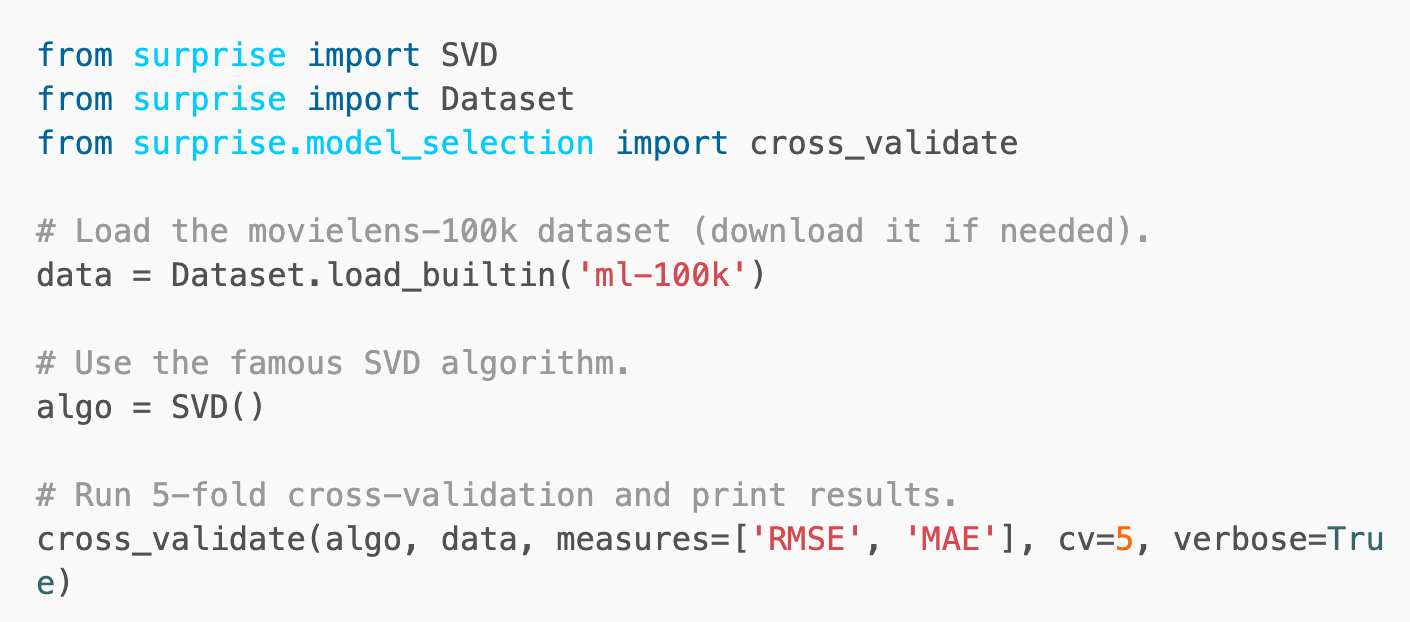 from surprise import SVD
from surprise import Dataset
from surprise.model_selection import cross_validate
# Load the movielens-100k dataset (download it if needed).
data = Dataset.load_builtin('ml-100k')
# Use the famous SVD algorithm.
algo = SVD()
# Run 5-fold cross-validation and print results.
cross_validate(algo, data, measures=['RMSE', 'MAE'], cv=5, verbose=Tru
e)